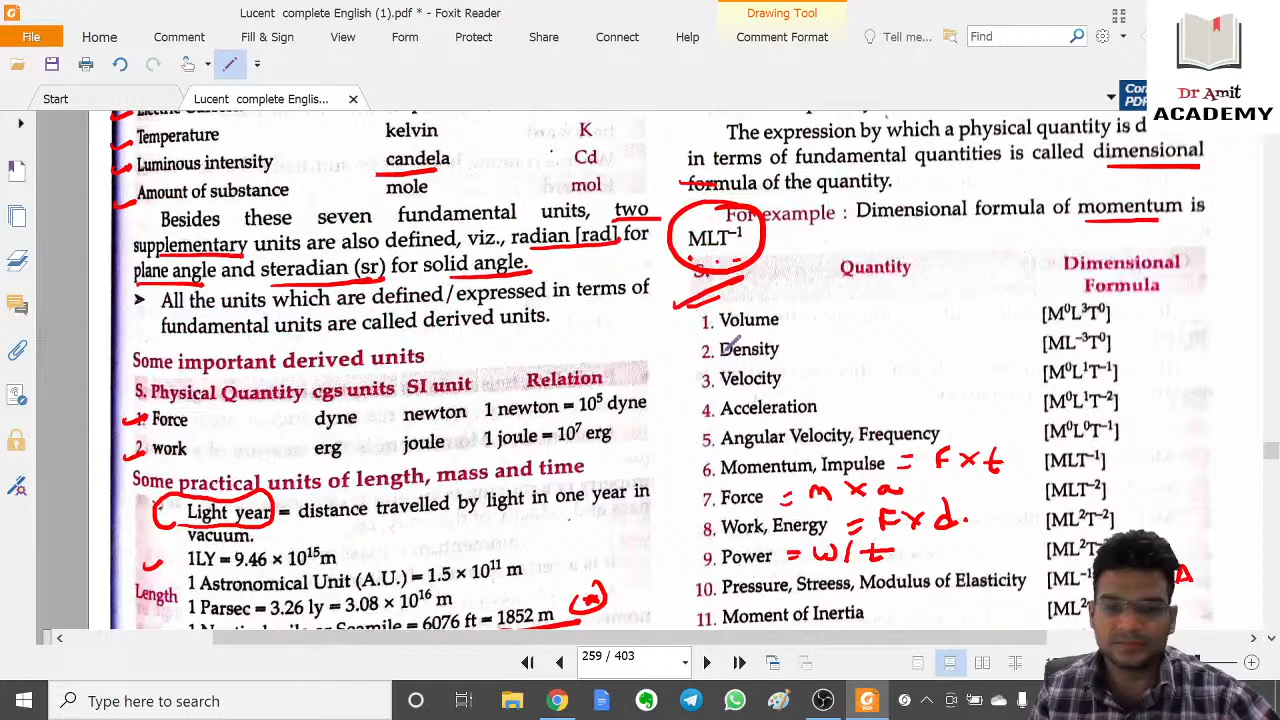 Lucent complete English (1).pdf * - Foxit Reader
Drawing Tool
File
Home
Comment
Fill & Sign
View
Form
Protect
Share
Connect
Help
Comment Format
Tell me...
Find
Start
Lucent complete Englis...
Dr Amit
ACADEMY
Temperature kelvin K
Luminous intensity candela Cd
Amount of substance mole mol
Besides these seven fundamental units, two
supplementary units are also defined, viz., radian [rad] for
plane angle and steradian (sr) for solid angle.
➤ All the units which are defined/expressed in terms of
fundamental units are called derived units.
Some important derived units
S. Physical Quantity cgs units SI unit Relation
1. Force dyne newton 1 newton = 10⁵ dyne
2. work erg joule 1 joule = 10⁷ erg
Some practical units of length, mass and time
Light year = distance travelled by light in one year in
vacuum.
1LY = 9.46 × 10¹⁵m
1 Astronomical Unit (A.U.) = 1.5 × 10¹¹ m
Length
1 Parsec = 3.26 ly = 3.08 × 10¹⁶ m
= 6076 ft = 1852 m
The expression by which a physical quantity is d
in terms of fundamental quantities is called dimensional
formula of the quantity.
For example : Dimensional formula of momentum is
MLT⁻¹
S. Quantity Dimensional
Formula
1. Volume [M⁰L³T⁰]
2. Density [ML⁻³T⁰]
3. Velocity [M⁰L¹T⁻¹]
4. Acceleration [M⁰L¹T⁻²]
5. Angular Velocity, Frequency [M⁰L⁰T⁻¹]
6. Momentum, Impulse = F × t [MLT⁻¹]
7. Force = m × a [MLT⁻²]
8. Work, Energy = F × d. [ML²T⁻²]
9. Power = W / t [ML²T
10. Pressure, Streess, Modulus of Elasticity [ML⁻ A
11. Moment of Inertia [ML²
259 / 403
Type here to search